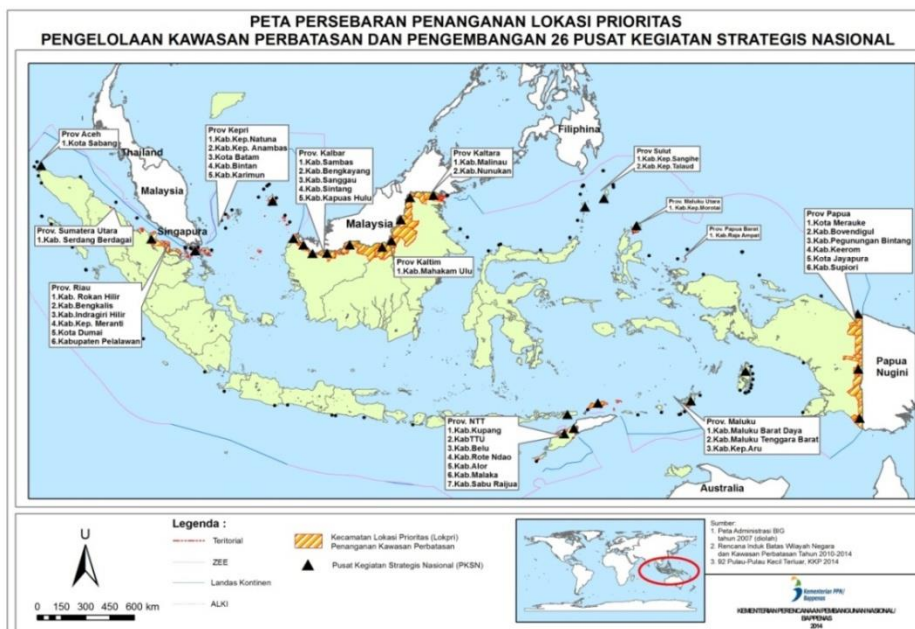 PETA PERSEBARAN PENANGANAN LOKASI PRIORITAS
PENGELOLAAN KAWASAN PERBATASAN DAN PENGEMBANGAN 26 PUSAT KEGIATAN STRATEGIS NASIONAL
Prov Aceh
1.Kota Sabang
Thailand
Malaysia
Singapura
Prov Kepri
1.Kab.Kep.Natuna
2.Kab.Kep. Anambas
3.Kota Batam
4.Kab.Bintan
5.Kab.Karimun
Prov. Kalbar
1.Kab.Sambas
2.Kab.Bengkayang
3.Kab.Sanggau
4.Kab.Sintang
5.Kab.Kapuas Hulu
Prov Kaltara
1.Kab.Malinau
2.Kab.Nunukan
Filiphina
Prov Sulut
1.Kab.Kep.Sangihe
2.Kab.Kep.Talaud
Prov. Maluku Utara
1. Kab.Kep.Morotai
Prov. Papua Barat
1. Kab.Raja Ampat
Prov Papua
1.Kota Merauke
2.Kab.Bovendigul
3.Kab.Pegunungan Bintang
4.Kab.Keerom
5.Kota Jayapura
6.Kab.Supiori
Prov. Sumatera Utara
1.Kab. Serdang Berdagai
Malaysia
Prov Kaltim
1.Kab.Mahakam Ulu
Prov. Riau
1.Kab. Rokan Hilir
2.Kab.Bengkalis
3.Kab.Indragiri Hilir
4.Kab.Kep. Meranti
5.Kota Dumai
6.Kabupaten Pelalawan
Papua
Nugini
Prov. NTT
1.Kab.Kupang
2.KabTTU
3.Kab.Belu
4.Kab.Rote Ndao
5.Kab.Alor
6.Kab.Malaka
7.Kab.Sabu Raijua
Prov. Maluku
1.Kab.Maluku Barat Daya
2.Kab.Maluku Tenggara Barat
3.Kab.Kep.Aru
Australia
U
0 50 150 300 450 600 km
Legenda :
Teritorial
ZEE
Landas Kontinen
ALKI
Kecamatan Lokasi Prioritas (Lokpri)
Penanganan Kawasan Perbatasan
Pusat Kegiatan Strategis Nasional (PKSN)
Sumber:
1. Peta Administrasi BIG
tahun 2007 (diolah)
2. Rencana Induk Batas Wilayah Negara
dan Kawasan Perbatasan Tahun 2010-2014
3. 92 Pulau-Pulau Kecil Terluar, KKP 2014
Kementerian PPN/
Bappenas
KEMENTERIAN PERENCANAAN PEMBANGUNAN NASIONAL/
BAPPENAS
2014